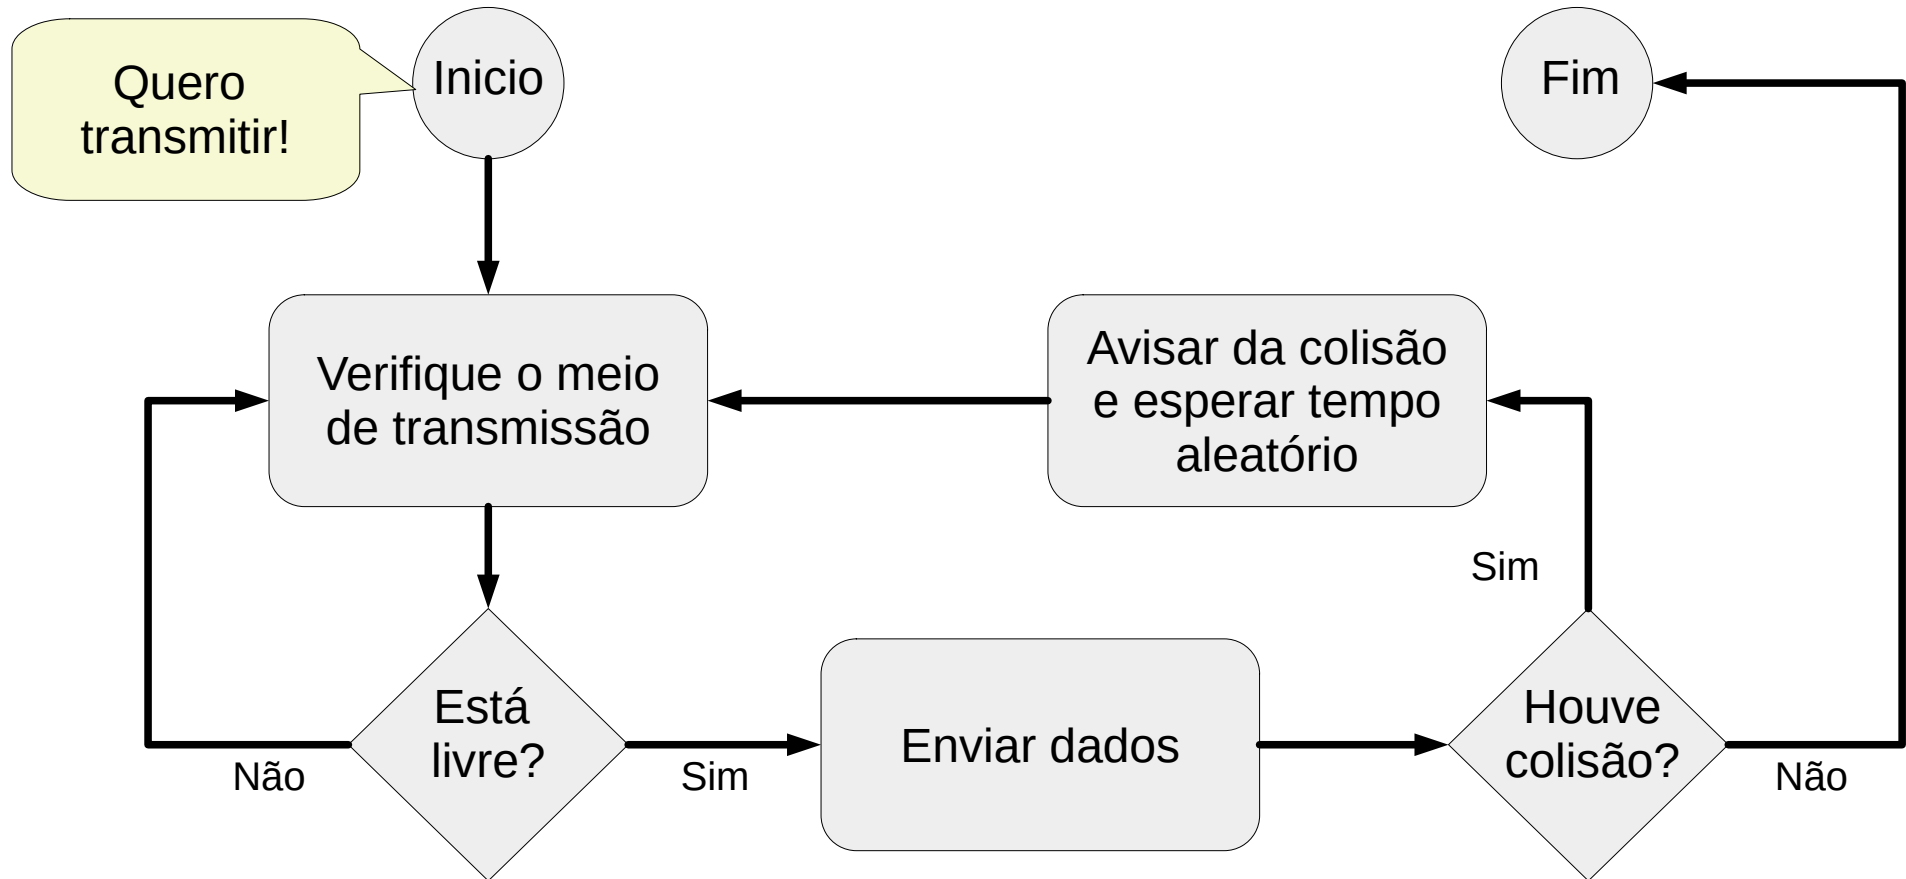 Quero
transmitir!
Inicio
Fim
Verifique o meio
de transmissão
Avisar da colisão
e esperar tempo
aleatório
Sim
Está
livre?
Não
Sim
Enviar dados
Houve
colisão?
Não